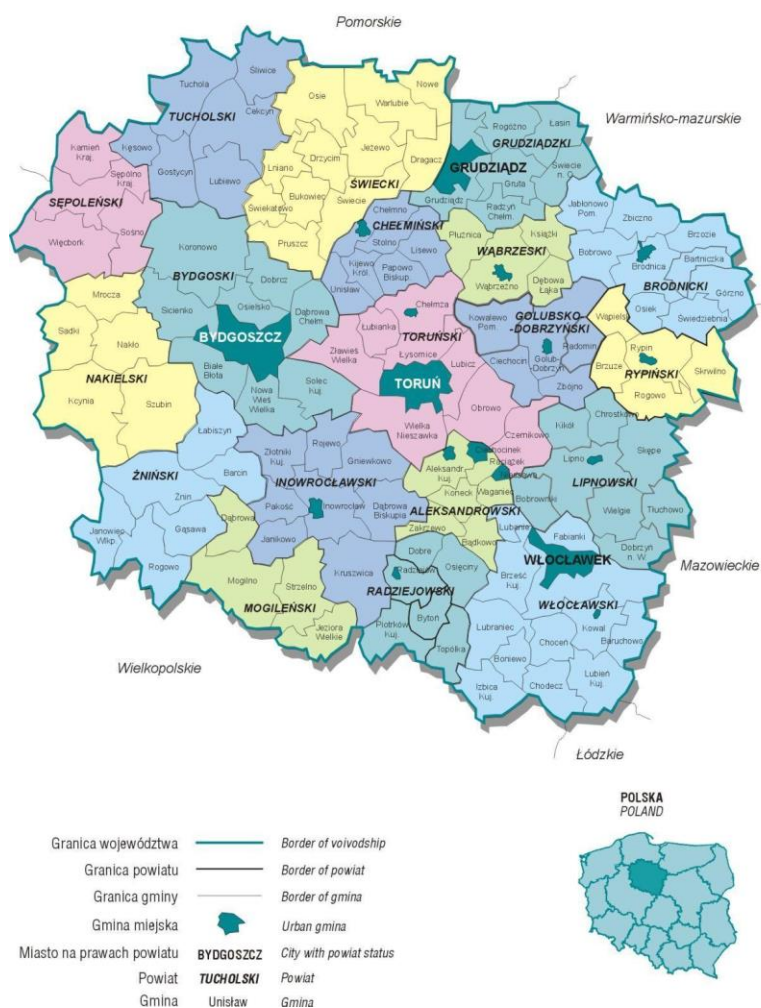 Pomorskie
Śliwice
Nowe
Tuchola
Osie
Warlubie
TUCHOLSKI
Cekcyn
Rogóźno
Łasin
Warmińsko-mazurskie
GRUDZIĄDZKI
Kamień
Kraj.
Kęsowo
Drzycim
Jeżewo
Dragacz
GRUDZIĄDZ
Świecie
n. O.
Sępólno
Kraj
Gostycyn
Lubiewo
Lniano
ŚWIECKI
Gruta
SĘPOLEŃSKI
Bukowiec
Świecie
Grudziądz
Radzyń
Chełm.
Świekatowo
Chełmno
Jabłonowo
Pom.
Zbiczno
Więcbork
Sośno
Pruszcz
CHEŁMIŃSKI
Płużnica
Książki
Brzozie
Koronowo
Stolno
Lisewo
WĄBRZESKI
Bobrowo
Brodnica
Bartniczka
BYDGOSKI
Dobrcz
Kijewo
Król
Papowo
Biskup.
Wąbrzeźno
Dębowa
Łąka
BRODNICKI
Górzno
Mrocza
Unisław
Osiek
Świedziebnia
Sicienko
Osielsko
Dąbrowa
Chełm
Chełmża
Kowalewo
Pom.
GOLUBSKO-
-DOBRZYŃSKI
Wąpielsk
Sadki
Nakło
BYDGOSZCZ
Łubianka
TORUŃSKI
Radomin
Rypin
Skrwilno
NAKIELSKI
Zławieś
Wielka
Łysomice
Ciechocin
Golub-
Dobrzyń
Brzuze
RYPIŃSKI
Białe
Błota
Lubicz
Zbójno
Rogowo
Kcynia
Szubin
Nowa
Wieś
Wielka
Solec
Kuj.
TORUŃ
Obrowo
Chrostkowo
Łabiszyn
Wielka
Nieszawka
Czernikowo
Kikół
Skępe
Złotniki
Kuj.
Rojewo
Gniewkowo
Aleksandr.
Kuj.
Ciechocinek
Raciążek
Lipno
ŻNIŃSKI
Barcin
INOWROCŁAWSKI
Koneck
Waganiec
Bobrowski
LIPNOWSKI
Żnin
Pakość
Inowrocław
Dąbrowa
Biskupia
ALEKSANDROWSKI
Wielgie
Tłuchowo
Janowiec
Wlkp.
Gąsawa
Dąbrowa
Zakrzewo
Bądkowo
Lubanie
Fabianki
Dobrzyń
n. W.
Janikowo
Dobre
Osięciny
WŁOCŁAWEK
Mazowieckie
Rogowo
Mogilno
Strzelno
Kruszwica
Radziejów
Brześć
Kuj.
MOGILEŃSKI
RADZIEJOWSKI
WŁOCŁAWSKI
Jeziora
Wielkie
Piotrków
Kuj.
Bytoń
Lubraniec
Choceń
Kowal
Baruchowo
Topólka
Wielkopolskie
Boniewo
Izbica
Kuj.
Chodecz
Lubień
Kuj.
Łódzkie
POLSKA
POLAND
Granica województwa Border of voivodship
Granica powiatu Border of powiat
Granica gminy Border of gmina
Gmina miejska Urban gmina
Miasto na prawach powiatu BYDGOSZCZ City with powiat status
Powiat TUCHOLSKI Powiat
Gmina Unisław Gmina